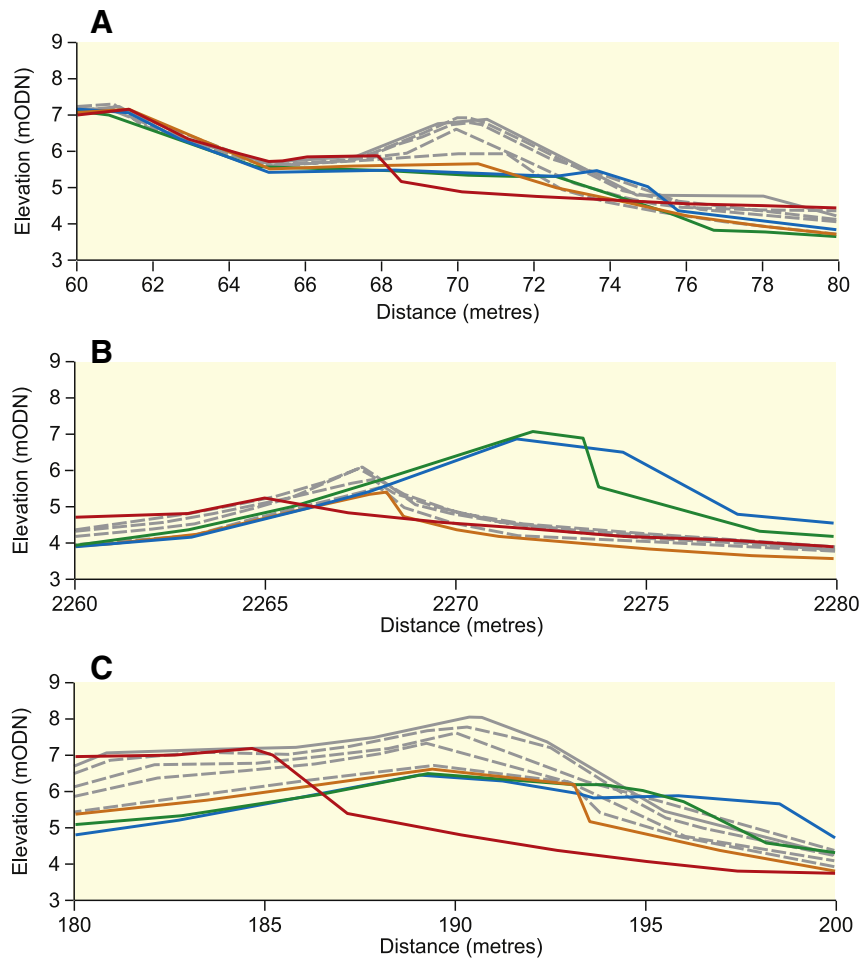 A
9
8
7
6
5
4
3
Elevation (mODN)
60 62 64 66 68 70 72 74 76 78 80
Distance (metres)
B
9
8
7
6
5
4
3
Elevation (mODN)
2260 2265 2270 2275 2280
Distance (metres)
C
9
8
7
6
5
4
3
Elevation (mODN)
180 185 190 195 200
Distance (metres)